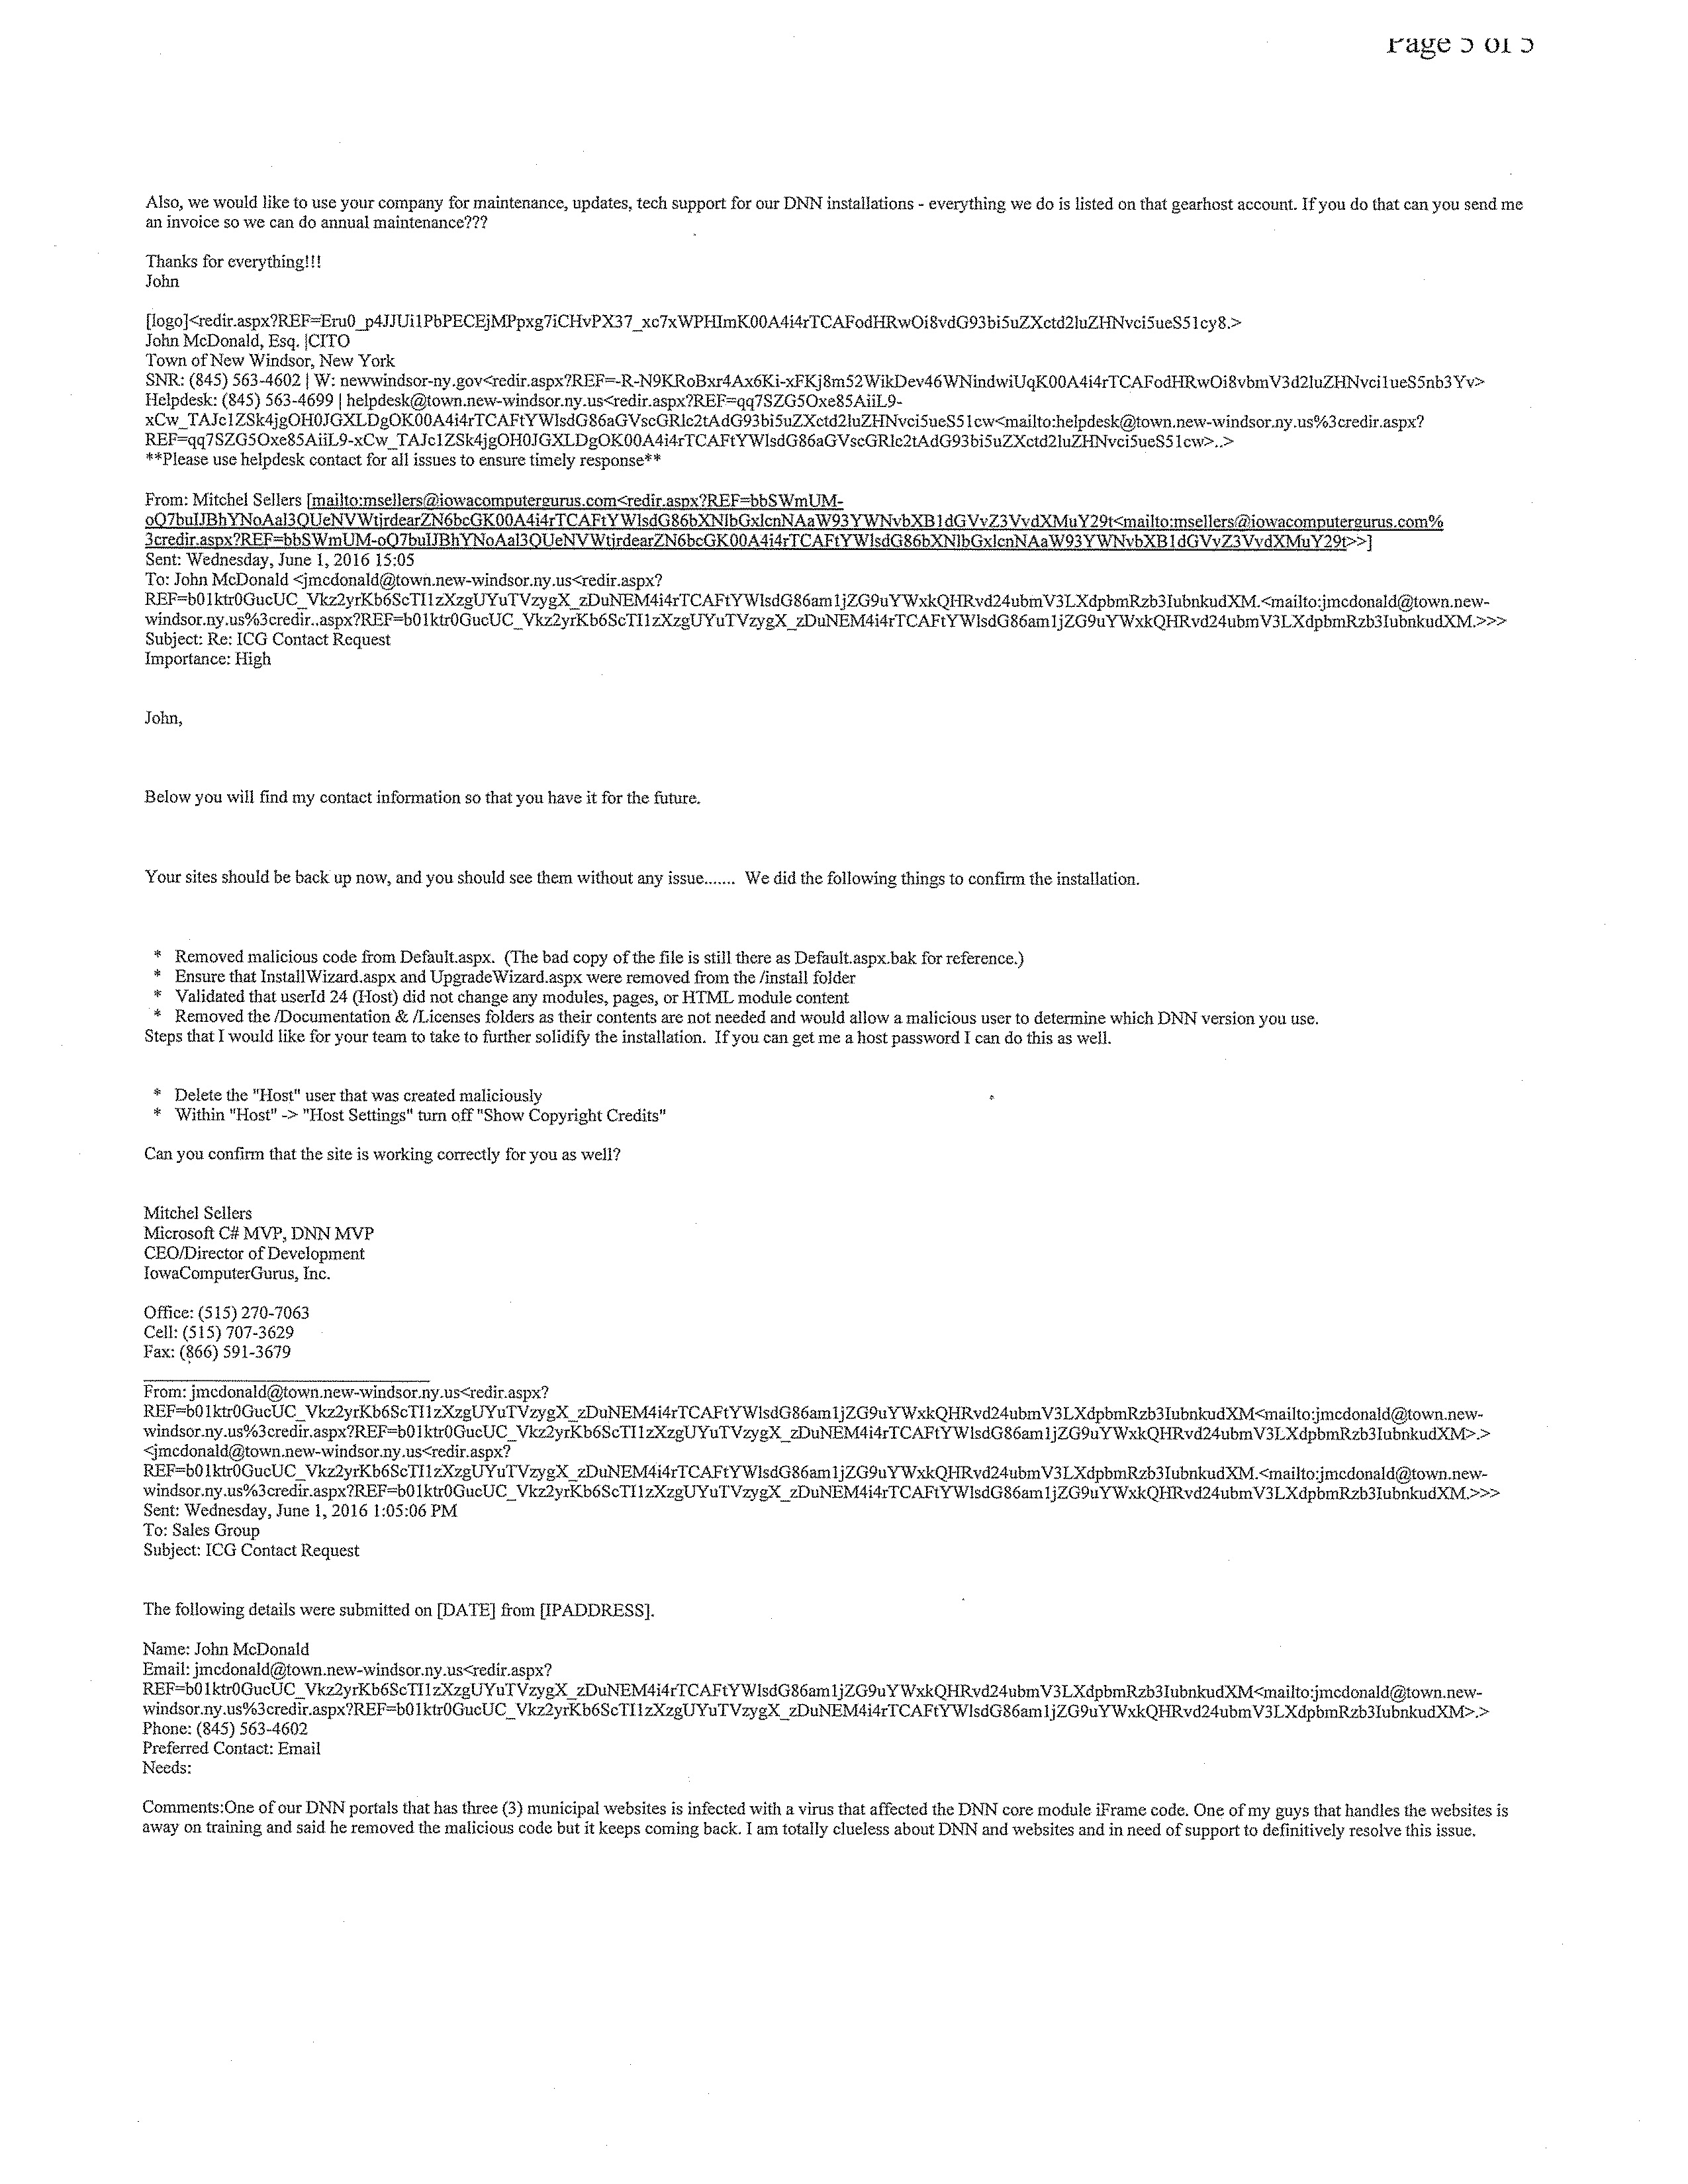 Page 5 of 5
Also, we would like to use your company for maintenance, updates, tech support for our DNN installations - everything we do is listed on that gearhost account. If you do that can you send me
an invoice so we can do annual maintenance???
Thanks for everything!!!
John
[logo]<redir.aspx?REF=Eru0_p4JJUi1PbPECEjMPpxg7iCHvPX37_xc7xWPHImK00A4i4rTCAFodHRwOi8vdG93bi5uZXctd2luZHNvci5ueS51cy8.>
John McDonald, Esq. |CITO
Town of New Windsor, New York
SNR: (845) 563-4602 | W: newwindsor-ny.gov<redir.aspx?REF=-R-N9KRoBxr4Ax6Ki-xFKj8m52WikDev46WNindwiUqK00A4i4rTCAFodHRwOi8vbmV3d2luZHNvci1ueS5nb3Yv>
Helpdesk: (845) 563-4699 | helpdesk@town.new-windsor.ny.us<redir.aspx?REF=qq7SZG5Oxe85AiiL9-
xCw_TAJc1ZSk4jgOH0JGXLDgOK00A4i4rTCAFtYWlsdG86aGVscGRlc2tAdG93bi5uZXctd2luZHNvci5ueS51cw<mailto:helpdesk@town.new-windsor.ny.us%3credir.aspx?
REF=qq7SZG5Oxe85AiiL9-xCw_TAJc1ZSk4jgOH0JGXLDgOK00A4i4rTCAFtYWlsdG86aGVscGRlc2tAdG93bi5uZXctd2luZHNvci5ueS51cw>..>
**Please use helpdesk contact for all issues to ensure timely response**
From: Mitchel Sellers [mailto:msellers@iowacomputergurus.com<redir.aspx?REF=bbSWmUM-
oQ7buIJBhYNoAal3QUeNVWtjrdearZN6bcGK00A4i4rTCAFtYWlsdG86bXNlbGxlcnNAaW93YWNvbXB1dGVvZ3VydXMuY29t<mailto:msellers@iowacomputergurus.com%
3credir.aspx?REF=bbSWmUM-oQ7buIJBhYNoAal3QUeNVWtjrdearZN6bcGK00A4i4rTCAFtYWlsdG86bXNlbGxlcnNAaW93YWNvbXB1dGVvZ3VydXMuY29t>>]
Sent: Wednesday, June 1, 2016 15:05
To: John McDonald <jmcdonald@town.new-windsor.ny.us<redir.aspx?
REF=b01ktr0GucUC_Vkz2yrKb6ScTI1zXzgUYuTVzygX_zDuNEM4i4rTCAFtYWlsdG86am1jZG9uYWxkQHRvd24ubmV3LXdpbmRzb3IubnkudXM.<mailto:jmcdonald@town.new-
windsor.ny.us%3credir..aspx?REF=b01ktr0GucUC_Vkz2yrKb6ScTI1zXzgUYuTVzygX_zDuNEM4i4rTCAFtYWlsdG86am1jZG9uYWxkQHRvd24ubmV3LXdpbmRzb3IubnkudXM.>>>
Subject: Re: ICG Contact Request
Importance: High
John,
Below you will find my contact information so that you have it for the future.
Your sites should be back up now, and you should see them without any issue....... We did the following things to confirm the installation.
* Removed malicious code from Default.aspx. (The bad copy of the file is still there as Default.aspx.bak for reference.)
* Ensure that InstallWizard.aspx and UpgradeWizard.aspx were removed from the /install folder
* Validated that userId 24 (Host) did not change any modules, pages, or HTML module content
* Removed the /Documentation & /Licenses folders as their contents are not needed and would allow a malicious user to determine which DNN version you use.
Steps that I would like for your team to take to further solidify the installation. If you can get me a host password I can do this as well.
* Delete the "Host" user that was created maliciously
* Within "Host" -> "Host Settings" turn off "Show Copyright Credits"
Can you confirm that the site is working correctly for you as well?
Mitchel Sellers
Microsoft C# MVP, DNN MVP
CEO/Director of Development
IowaComputerGurus, Inc.
Office: (515) 270-7063
Cell: (515) 707-3629
Fax: (866) 591-3679
From: jmcdonald@town.new-windsor.ny.us<redir.aspx?
REF=b01ktr0GucUC_Vkz2yrKb6ScTI1zXzgUYuTVzygX_zDuNEM4i4rTCAFtYWlsdG86am1jZG9uYWxkQHRvd24ubmV3LXdpbmRzb3IubnkudXM<mailto:jmcdonald@town.new-
windsor.ny.us%3credir.aspx?REF=b01ktr0GucUC_Vkz2yrKb6ScTI1zXzgUYuTVzygX_zDuNEM4i4rTCAFtYWlsdG86am1jZG9uYWxkQHRvd24ubmV3LXdpbmRzb3IubnkudXM>.>
<jmcdonald@town.new-windsor.ny.us<redir.aspx?
REF=b01ktr0GucUC_Vkz2yrKb6ScTI1zXzgUYuTVzygX_zDuNEM4i4rTCAFtYWlsdG86am1jZG9uYWxkQHRvd24ubmV3LXdpbmRzb3IubnkudXM.<mailto:jmcdonald@town.new-
windsor.ny.us%3credir.aspx?REF=b01ktr0GucUC_Vkz2yrKb6ScTI1zXzgUYuTVzygX_zDuNEM4i4rTCAFtYWlsdG86am1jZG9uYWxkQHRvd24ubmV3LXdpbmRzb3IubnkudXM.>>>
Sent: Wednesday, June 1, 2016 1:05:06 PM
To: Sales Group
Subject: ICG Contact Request
The following details were submitted on [DATE] from [IPADDRESS].
Name: John McDonald
Email: jmcdonald@town.new-windsor.ny.us<redir.aspx?
REF=b01ktr0GucUC_Vkz2yrKb6ScTI1zXzgUYuTVzygX_zDuNEM4i4rTCAFtYWlsdG86am1jZG9uYWxkQHRvd24ubmV3LXdpbmRzb3IubnkudXM<mailto:jmcdonald@town.new-
windsor.ny.us%3credir.aspx?REF=b01ktr0GucUC_Vkz2yrKb6ScTI1zXzgUYuTVzygX_zDuNEM4i4rTCAFtYWlsdG86am1jZG9uYWxkQHRvd24ubmV3LXdpbmRzb3IubnkudXM>.>
Phone: (845) 563-4602
Preferred Contact: Email
Needs:
Comments:One of our DNN portals that has three (3) municipal websites is infected with a virus that affected the DNN core module iFrame code. One of my guys that handles the websites is
away on training and said he removed the malicious code but it keeps coming back. I am totally clueless about DNN and websites and in need of support to definitively resolve this issue.